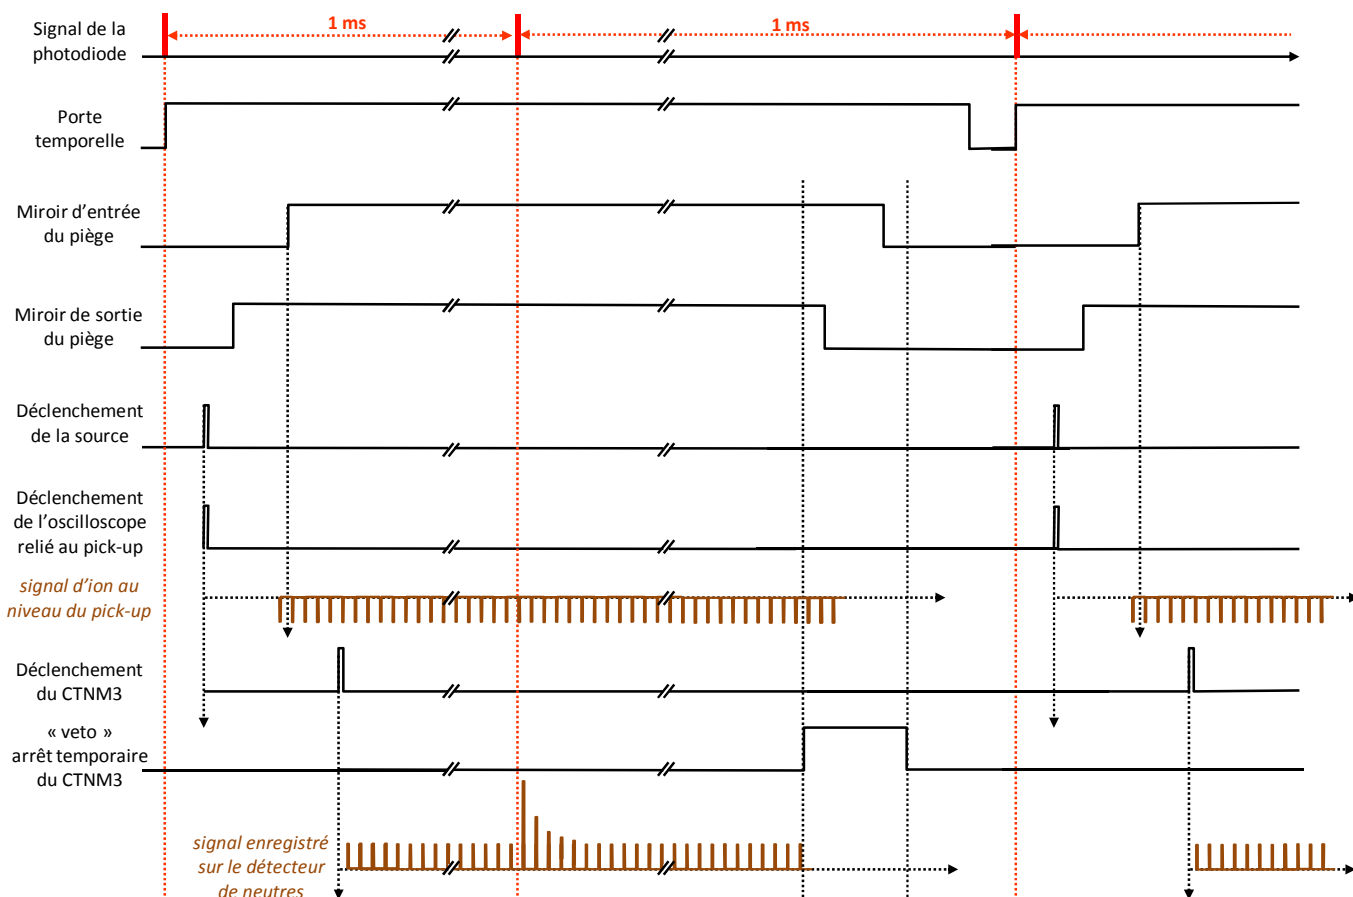 Signal de la
photodiode
1 ms
1 ms
Porte
temporelle
Miroir d’entrée
du piège
Miroir de sortie
du piège
Déclenchement
de la source
Déclenchement
de l’oscilloscope
relié au pick-up
signal d’ion au
niveau du pick-up
Déclenchement
du CTNM3
« veto »
arrêt temporaire
du CTNM3
signal enregistré
sur le détecteur
de neutres